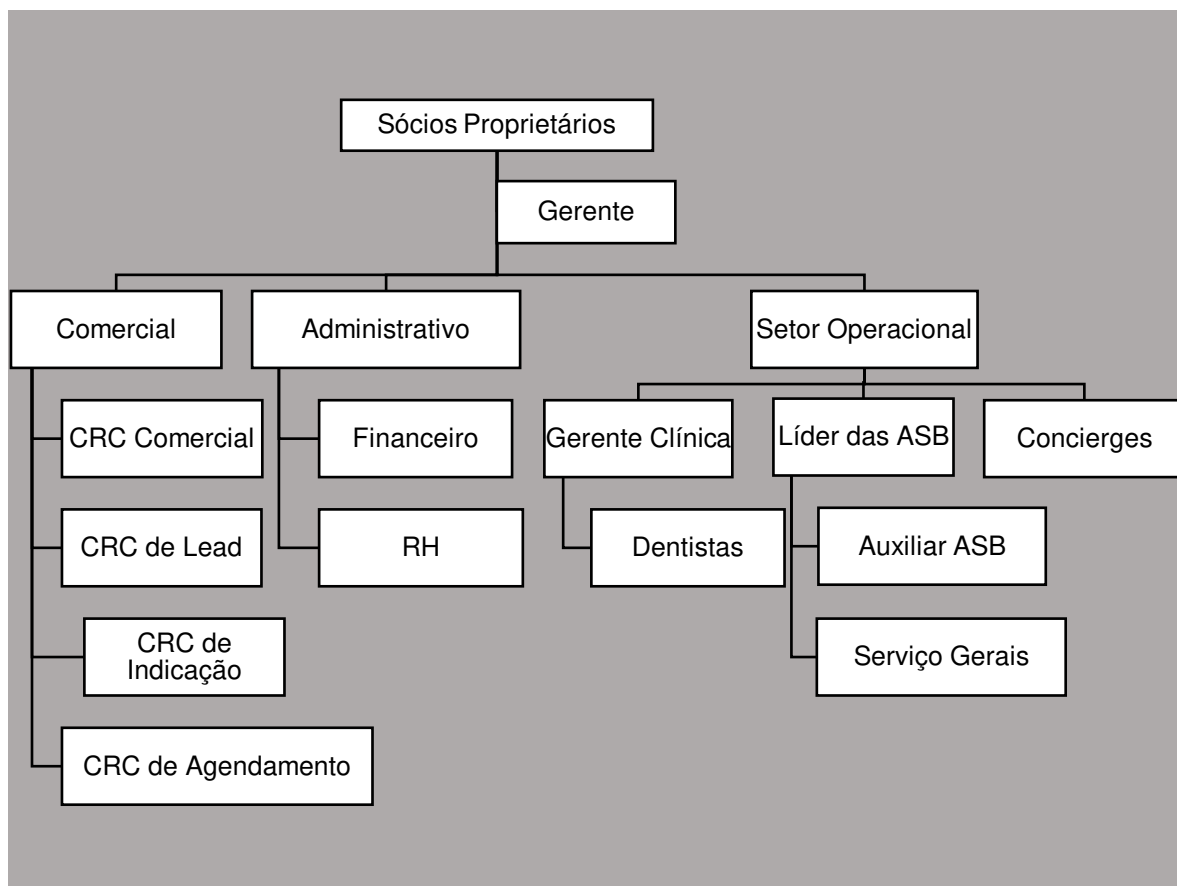 Sócios Proprietários
Gerente
Comercial
Administrativo
Setor Operacional
CRC Comercial
Financeiro
Gerente Clínica
Líder das ASB
Concierges
CRC de Lead
RH
Dentistas
Auxiliar ASB
CRC de
Indicação
Serviço Gerais
CRC de Agendamento